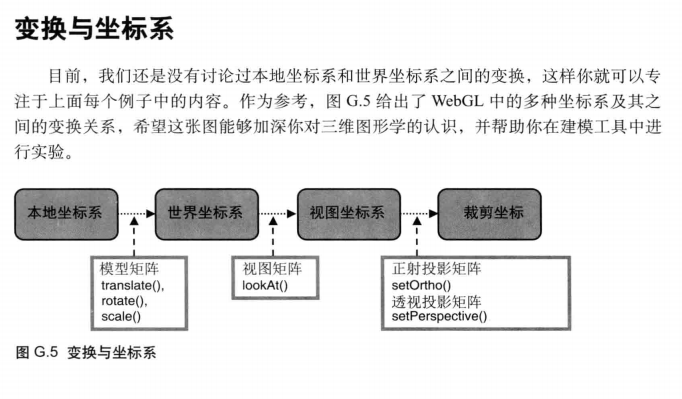 变换与坐标系
目前，我们还是没有讨论过本地坐标系和世界坐标系之间的变换，这样你就可以专
注于上面每个例子中的内容。作为参考，图 G.5 给出了 WebGL 中的多种坐标系及其之
间的变换关系，希望这张图能够加深你对三维图形学的认识，并帮助你在建模工具中进
行实验。
本地坐标系
世界坐标系
视图坐标系
裁剪坐标
模型矩阵
translate(),
rotate(),
scale()
视图矩阵
lookAt()
正射投影矩阵
setOrtho()
透视投影矩阵
setPerspective()
图 G.5 变换与坐标系